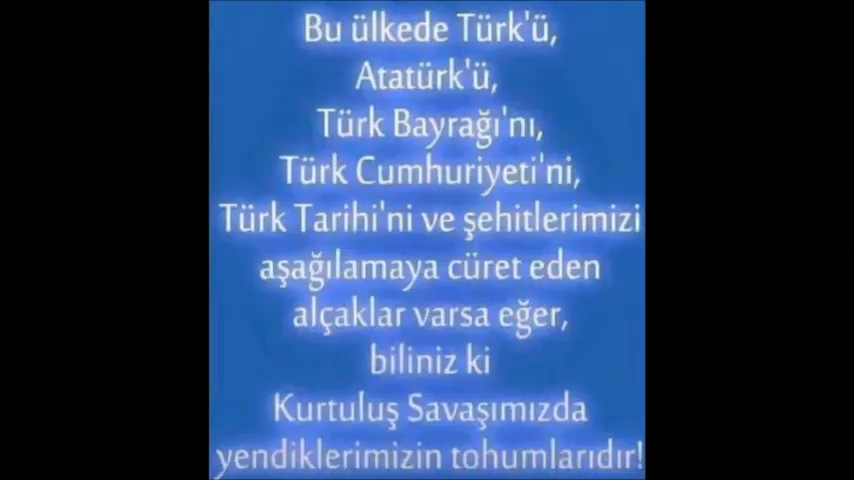 Bu ülkede Türk'ü,
Atatürk'ü,
Türk Bayrağı'nı,
Türk Cumhuriyeti'ni,
Türk Tarihi'ni ve şehitlerimizi
aşağılamaya cüret eden
alçaklar varsa eğer,
biliniz ki
Kurtuluş Savaşımızda
yendiklerimizin tohumlarıdır!